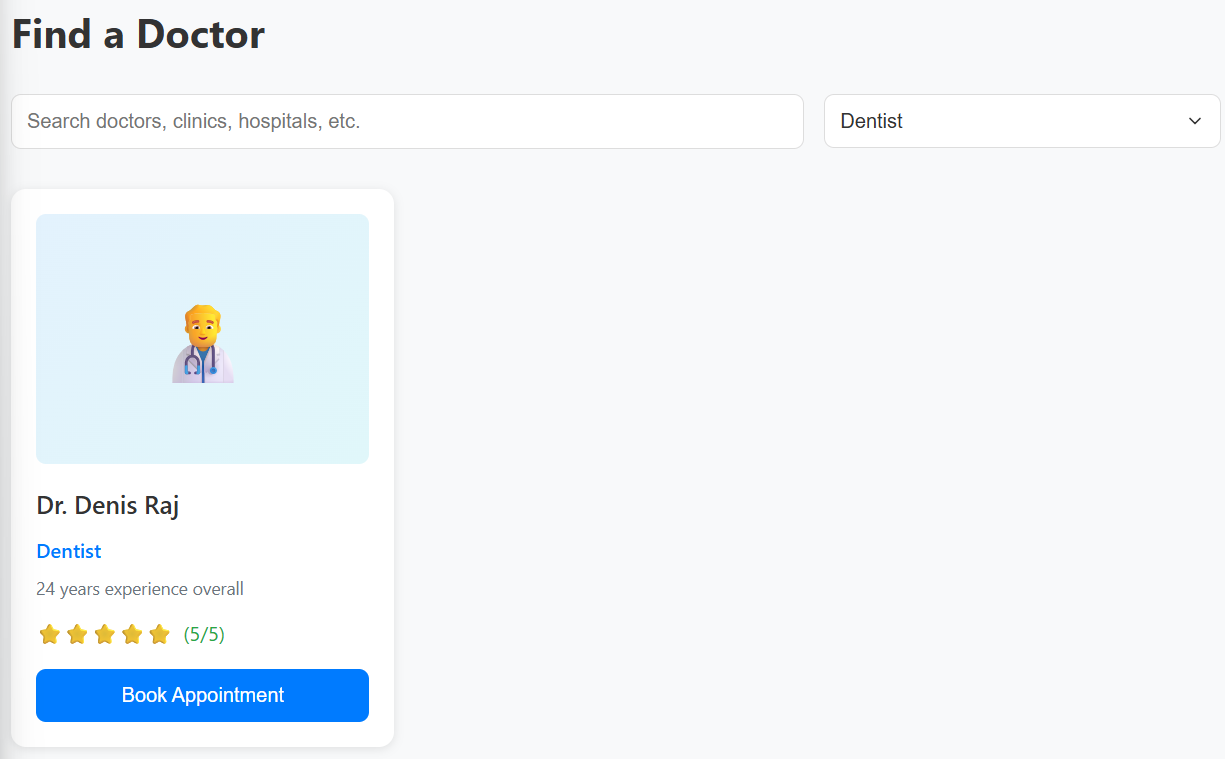 Find a Doctor
Search doctors, clinics, hospitals, etc.
Dentist
Dr. Denis Raj
Dentist
24 years experience overall
(5/5)
Book Appointment